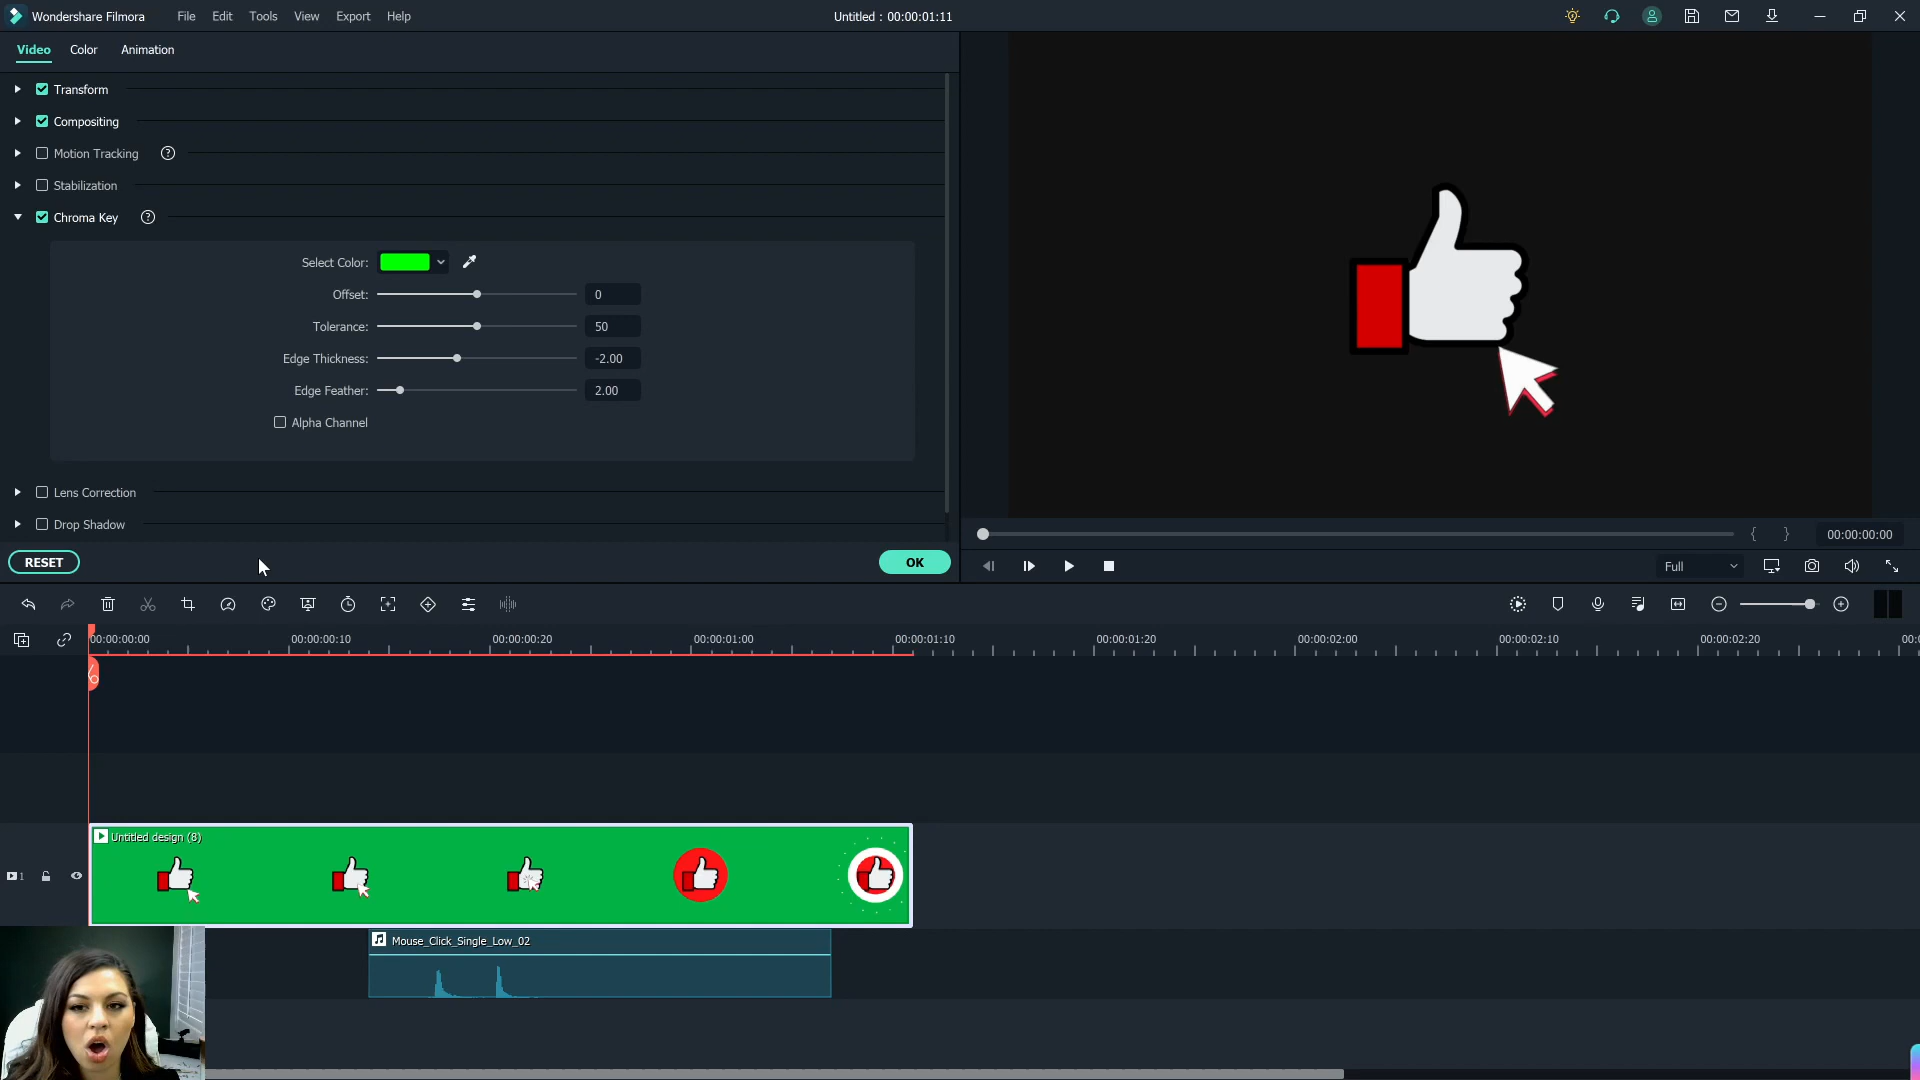 Wondershare Filmora File Edit Tools View Export Help Untitled : 00:00:01:11
Video Color Animation
Transform
Compositing
Motion Tracking ?
Stabilization
Chroma Key ?
Select Color:
Offset: 0
Tolerance: 50
Edge Thickness: -2.00
Edge Feather: 2.00
Alpha Channel
Lens Correction
Drop Shadow
{ } 00:00:00:00
RESET OK
Full
00:00:00:00 00:00:00:10 00:00:00:20 00:00:01:00 00:00:01:10 00:00:01:20 00:00:02:00 00:00:02:10 00:00:02:20
Untitled design (8)
1
Mouse_Click_Single_Low_02